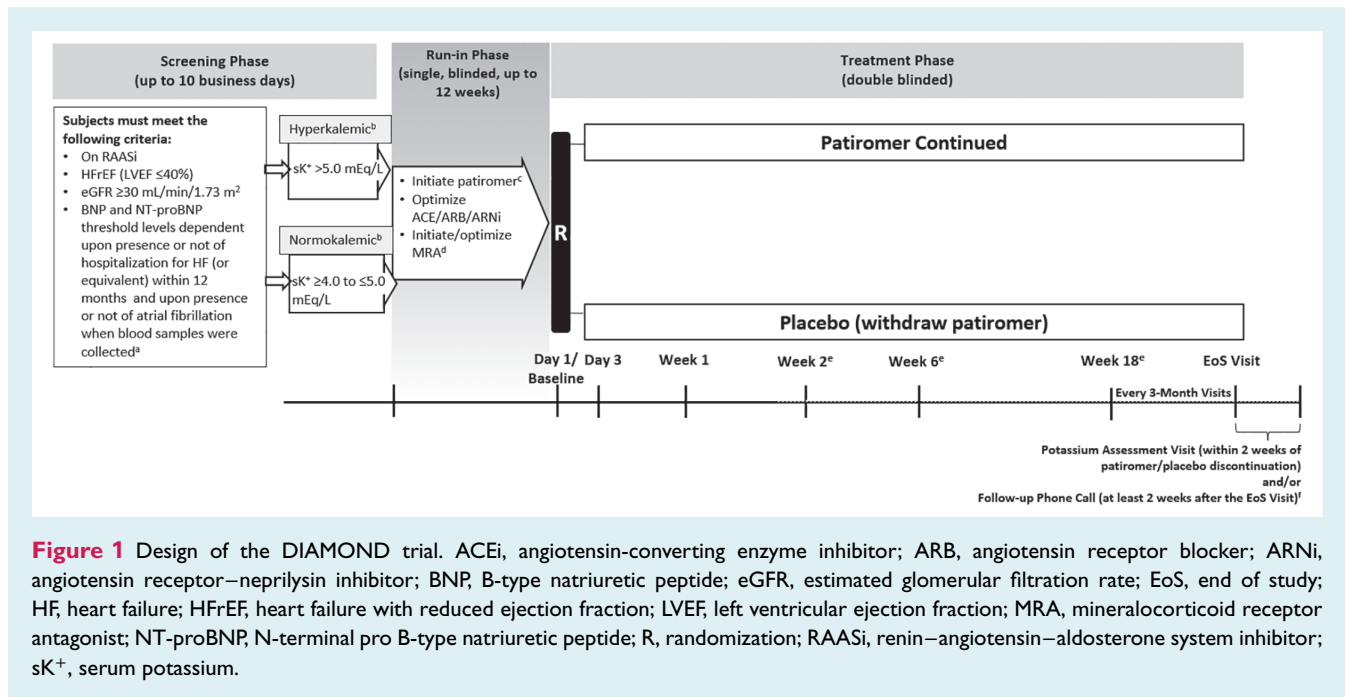 Screening Phase
(up to 10 business days)
Run-in Phase
(single, blinded, up to
12 weeks)
Treatment Phase
(double blinded)
Subjects must meet the
following criteria:
• On RAASi
• HFrEF (LVEF ≤40%)
• eGFR ≥30 mL/min/1.73 m²
• BNP and NT-proBNP
threshold levels dependent
upon presence or not of
hospitalization for HF (or
equivalent) within 12
months and upon presence
or not of atrial fibrillation
when blood samples were
collectedᵃ
Hyperkalemicᵇ
sK⁺ >5.0 mEq/L
Normokalemicᵇ
sK⁺ ≥4.0 to ≤5.0
mEq/L
• Initiate patiromerᶜ
• Optimize
ACE/ARB/ARNi
• Initiate/optimize
MRAᵈ
R
Patiromer Continued
Placebo (withdraw patiromer)
Day 1/
Baseline
Day 3
Week 1
Week 2ᵉ
Week 6ᵉ
Week 18ᵉ
EoS Visit
Every 3-Month Visits
Potassium Assessment Visit (within 2 weeks of
patiromer/placebo discontinuation)
and/or
Follow-up Phone Call (at least 2 weeks after the EoS Visit)ᶠ
Figure 1 Design of the DIAMOND trial. ACEi, angiotensin-converting enzyme inhibitor; ARB, angiotensin receptor blocker; ARNi,
angiotensin receptor–neprilysin inhibitor; BNP, B-type natriuretic peptide; eGFR, estimated glomerular filtration rate; EoS, end of study;
HF, heart failure; HFrEF, heart failure with reduced ejection fraction; LVEF, left ventricular ejection fraction; MRA, mineralocorticoid receptor
antagonist; NT-proBNP, N-terminal pro B-type natriuretic peptide; R, randomization; RAASi, renin–angiotensin–aldosterone system inhibitor;
sK⁺, serum potassium.